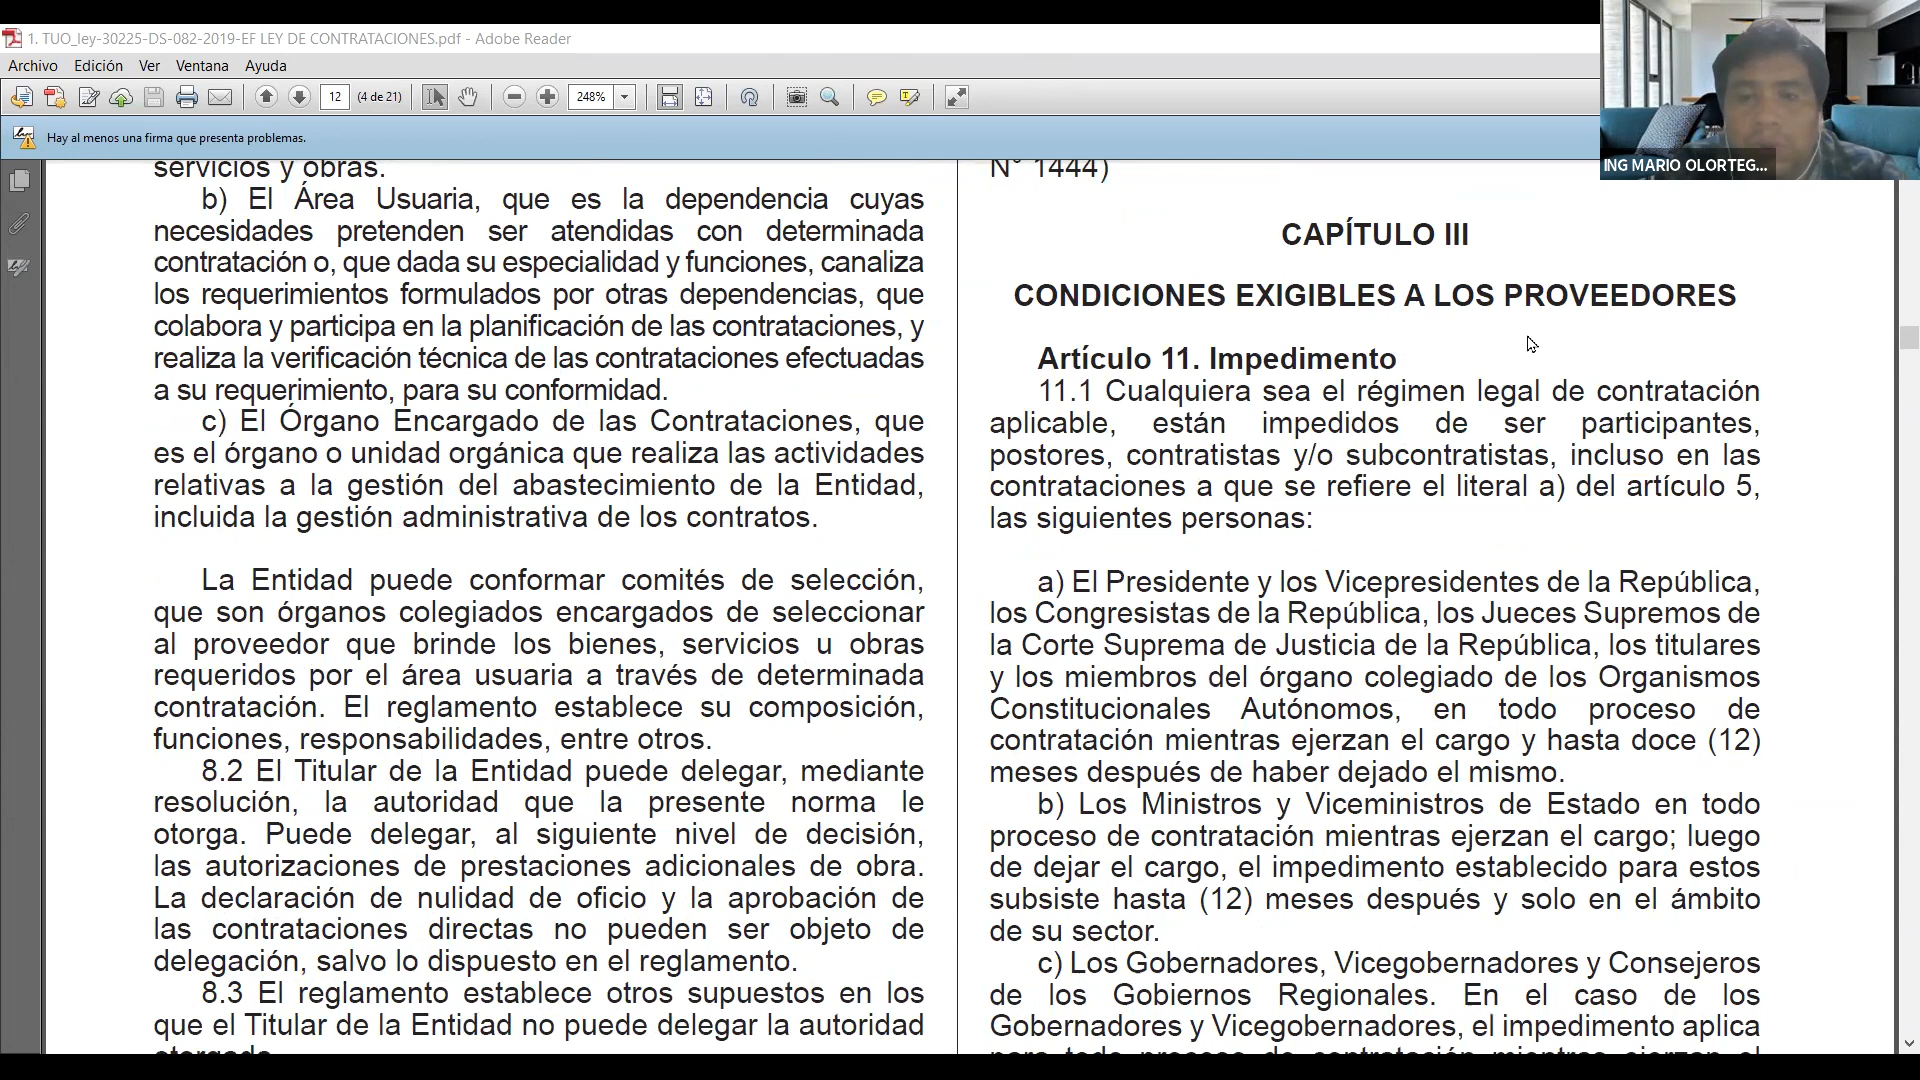 1. TUO_ley-30225-DS-082-2019-EF LEY DE CONTRATACIONES.pdf - Adobe Reader
Archivo Edición Ver Ventana Ayuda
12 (4 de 21) 248%
Hay al menos una firma que presenta problemas.
ING MARIO OLORTEG...
servicios y obras.
b) El Área Usuaria, que es la dependencia cuyas
necesidades pretenden ser atendidas con determinada
contratación o, que dada su especialidad y funciones, canaliza
los requerimientos formulados por otras dependencias, que
colabora y participa en la planificación de las contrataciones, y
realiza la verificación técnica de las contrataciones efectuadas
a su requerimiento, para su conformidad.
c) El Órgano Encargado de las Contrataciones, que
es el órgano o unidad orgánica que realiza las actividades
relativas a la gestión del abastecimiento de la Entidad,
incluida la gestión administrativa de los contratos.
La Entidad puede conformar comités de selección,
que son órganos colegiados encargados de seleccionar
al proveedor que brinde los bienes, servicios u obras
requeridos por el área usuaria a través de determinada
contratación. El reglamento establece su composición,
funciones, responsabilidades, entre otros.
8.2 El Titular de la Entidad puede delegar, mediante
resolución, la autoridad que la presente norma le
otorga. Puede delegar, al siguiente nivel de decisión,
las autorizaciones de prestaciones adicionales de obra.
La declaración de nulidad de oficio y la aprobación de
las contrataciones directas no pueden ser objeto de
delegación, salvo lo dispuesto en el reglamento.
8.3 El reglamento establece otros supuestos en los
que el Titular de la Entidad no puede delegar la autoridad
otorgada.
N° 1444)
CAPÍTULO III
CONDICIONES EXIGIBLES A LOS PROVEEDORES
Artículo 11. Impedimento
11.1 Cualquiera sea el régimen legal de contratación
aplicable, están impedidos de ser participantes,
postores, contratistas y/o subcontratistas, incluso en las
contrataciones a que se refiere el literal a) del artículo 5,
las siguientes personas:
a) El Presidente y los Vicepresidentes de la República,
los Congresistas de la República, los Jueces Supremos de
la Corte Suprema de Justicia de la República, los titulares
y los miembros del órgano colegiado de los Organismos
Constitucionales Autónomos, en todo proceso de
contratación mientras ejerzan el cargo y hasta doce (12)
meses después de haber dejado el mismo.
b) Los Ministros y Viceministros de Estado en todo
proceso de contratación mientras ejerzan el cargo; luego
de dejar el cargo, el impedimento establecido para estos
subsiste hasta (12) meses después y solo en el ámbito
de su sector.
c) Los Gobernadores, Vicegobernadores y Consejeros
de los Gobiernos Regionales. En el caso de los
Gobernadores y Vicegobernadores, el impedimento aplica
para todo proceso de contratación mientras ejerzan el